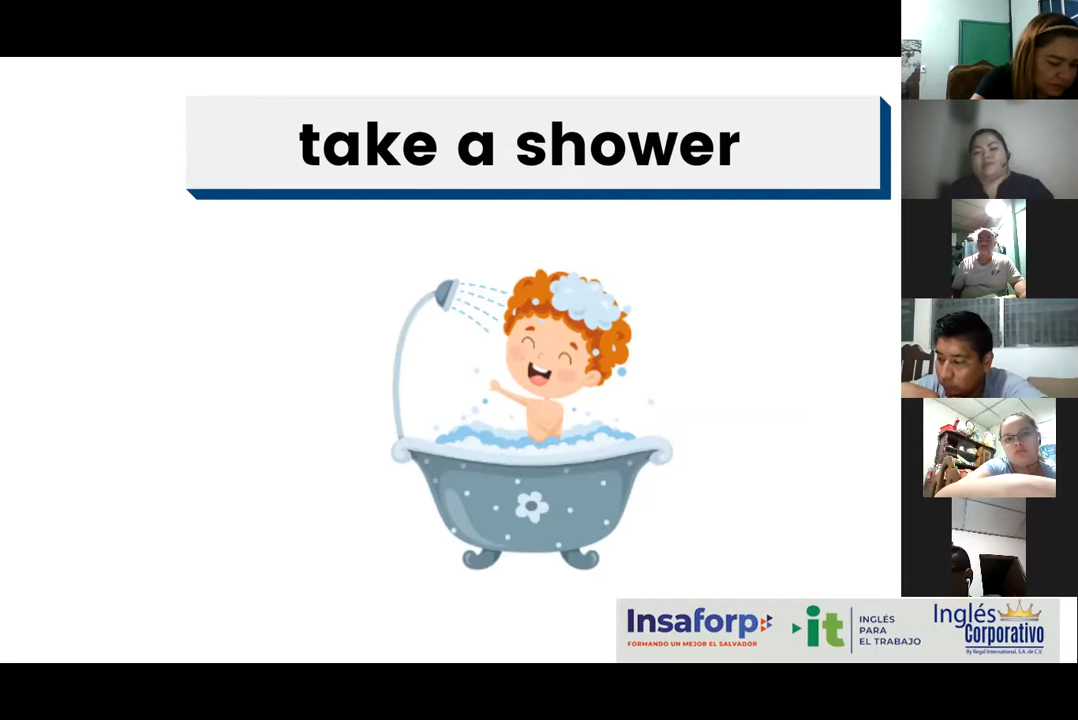 take a shower
Insaforp
FORMANDO UN MEJOR EL SALVADOR
it
INGLÉS
PARA
EL TRABAJO
Inglés
Corporativo
By Regal International, S.A. de C.V.